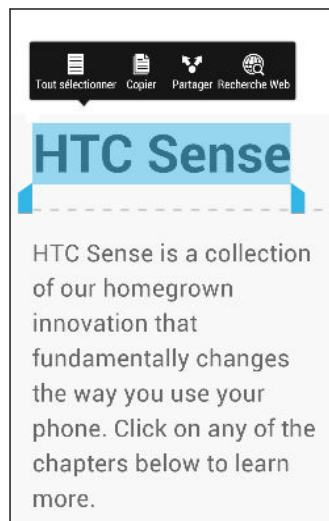 Tout sélectionner Copier Partager Recherche Web
HTC Sense
HTC Sense is a collection
of our homegrown
innovation that
fundamentally changes
the way you use your
phone. Click on any of the
chapters below to learn
more.